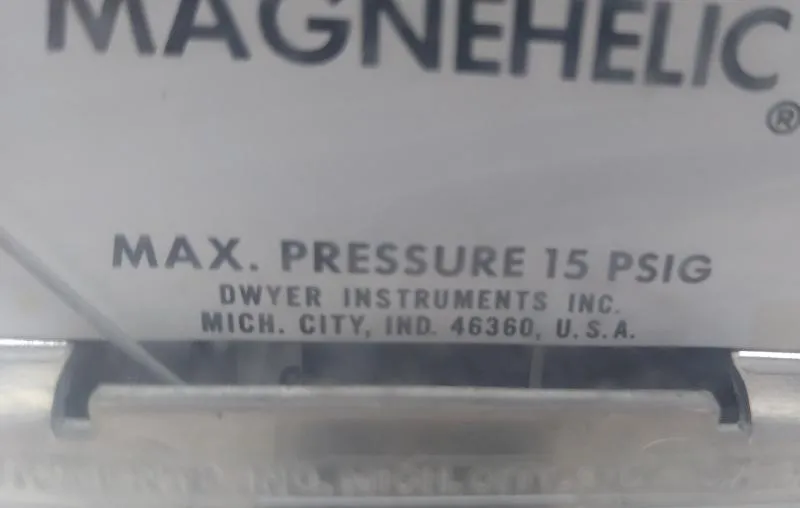 MAGNEHELIC
®
MAX. PRESSURE 15 PSIG
DWYER INSTRUMENTS INC.
MICH. CITY, IND. 46360, U.S.A.